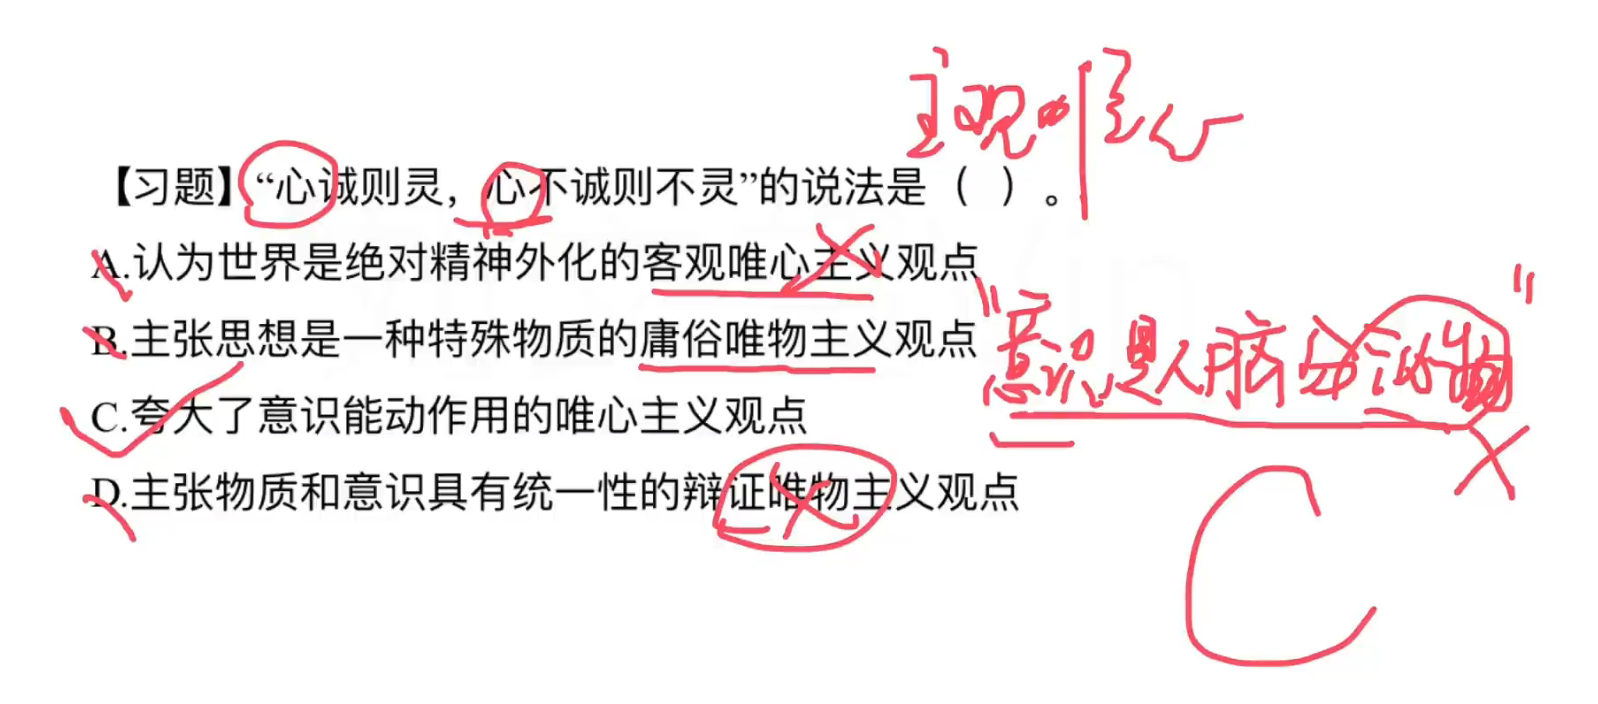 主观唯心
【习题】“心诚则灵，心不诚则不灵”的说法是（ ）。
A.认为世界是绝对精神外化的客观唯心主义观点
B.主张思想是一种特殊物质的庸俗唯物主义观点
“意识是人脑分泌物”
C.夸大了意识能动作用的唯心主义观点
D.主张物质和意识具有统一性的辩证唯物主义观点
C